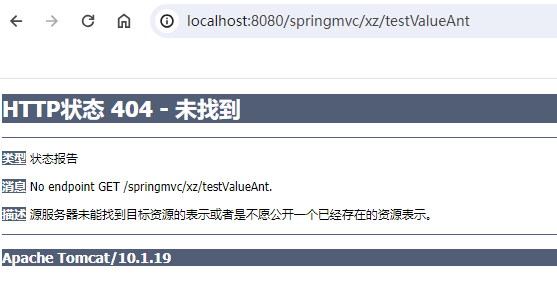 localhost:8080/springmvc/xz/testValueAnt
HTTP状态 404 - 未找到
类型 状态报告
消息 No endpoint GET /springmvc/xz/testValueAnt.
描述 源服务器未能找到目标资源的表示或者是不愿公开一个已经存在的资源表示。
Apache Tomcat/10.1.19